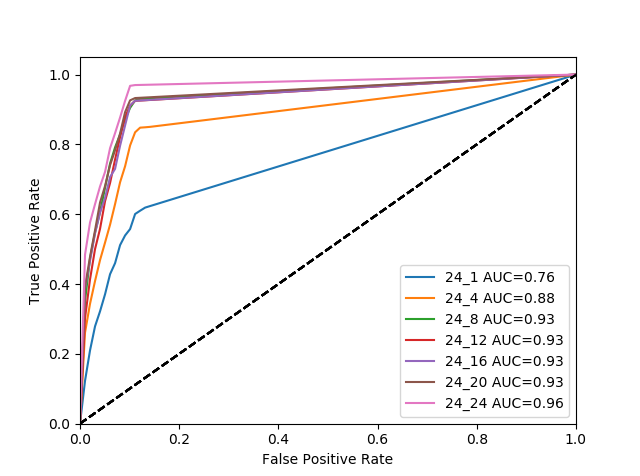 1.0
0.8
0.6
0.4
0.2
0.0
True Positive Rate
24_1 AUC=0.76
24_4 AUC=0.88
24_8 AUC=0.93
24_12 AUC=0.93
24_16 AUC=0.93
24_20 AUC=0.93
24_24 AUC=0.96
0.0 0.2 0.4 0.6 0.8 1.0
False Positive Rate